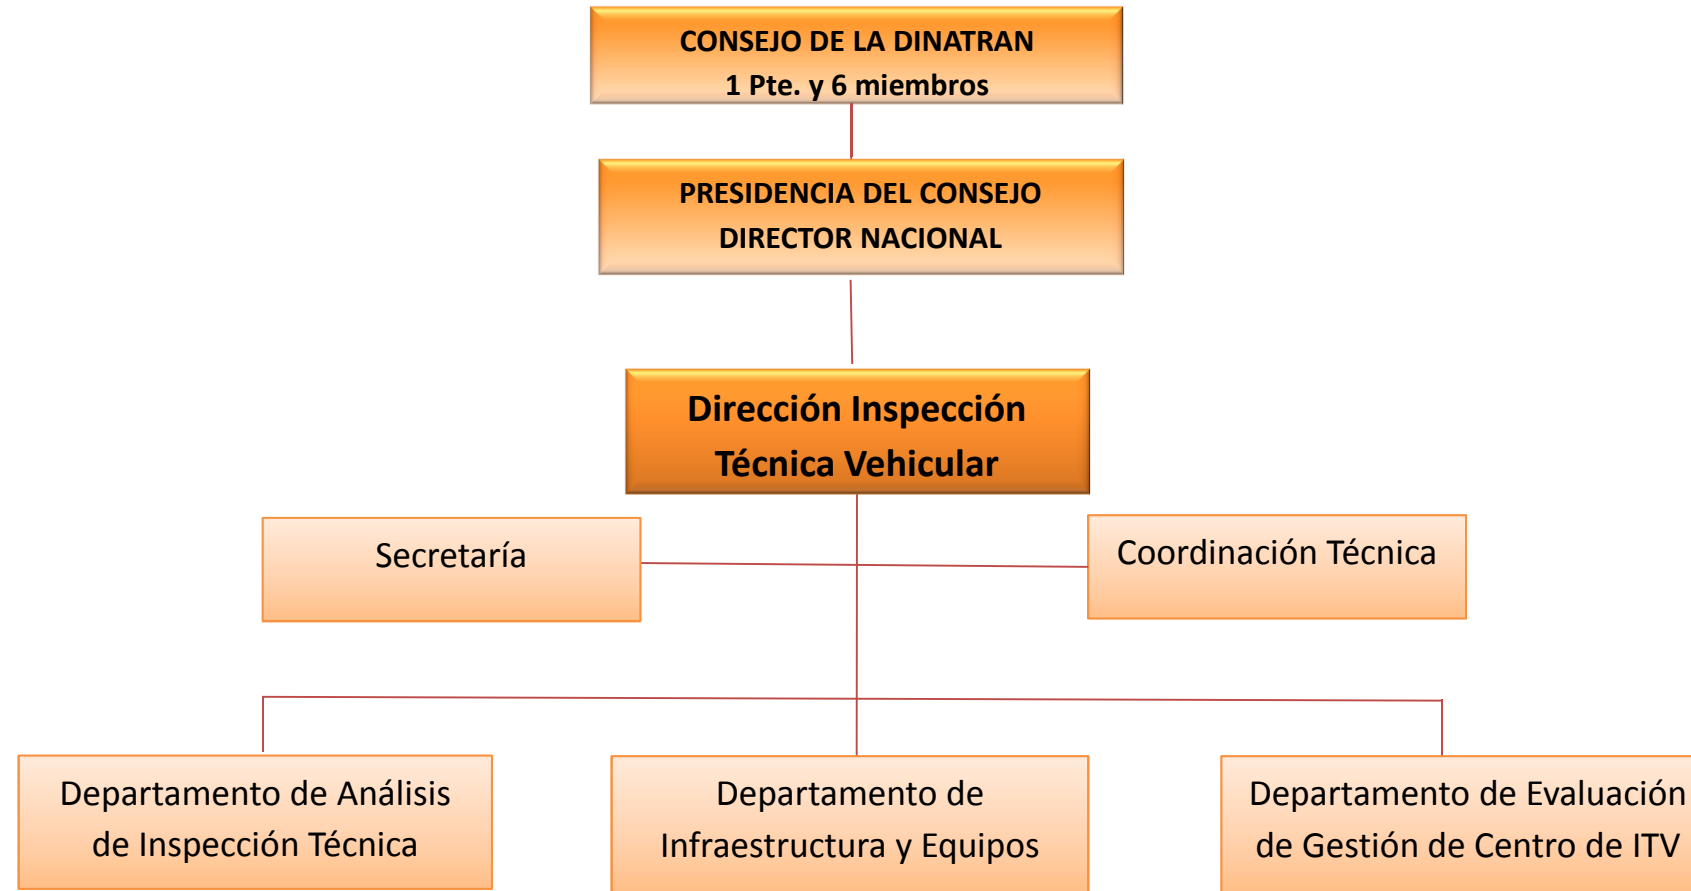 CONSEJO DE LA DINATRAN
1 Pte. y 6 miembros
PRESIDENCIA DEL CONSEJO
DIRECTOR NACIONAL
Dirección Inspección
Técnica Vehicular
Secretaría
Coordinación Técnica
Departamento de Análisis
de Inspección Técnica
Departamento de
Infraestructura y Equipos
Departamento de Evaluación
de Gestión de Centro de ITV